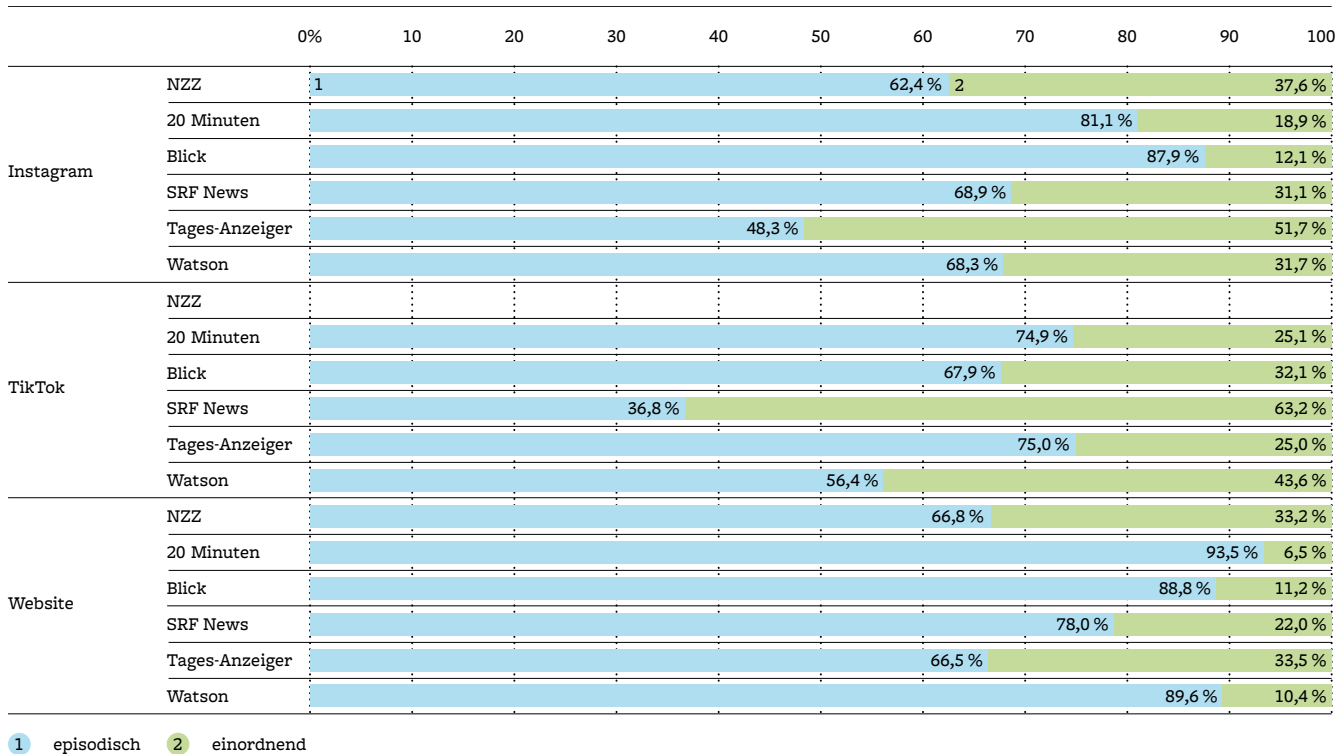 0% 10 20 30 40 50 60 70 80 90 100
Instagram
NZZ 1 62,4 % 2 37,6 %
20 Minuten 81,1 % 18,9 %
Blick 87,9 % 12,1 %
SRF News 68,9 % 31,1 %
Tages-Anzeiger 48,3 % 51,7 %
Watson 68,3 % 31,7 %
TikTok
NZZ
20 Minuten 74,9 % 25,1 %
Blick 67,9 % 32,1 %
SRF News 36,8 % 63,2 %
Tages-Anzeiger 75,0 % 25,0 %
Watson 56,4 % 43,6 %
Website
NZZ 66,8 % 33,2 %
20 Minuten 93,5 % 6,5 %
Blick 88,8 % 11,2 %
SRF News 78,0 % 22,0 %
Tages-Anzeiger 66,5 % 33,5 %
Watson 89,6 % 10,4 %
1 episodisch 2 einordnend